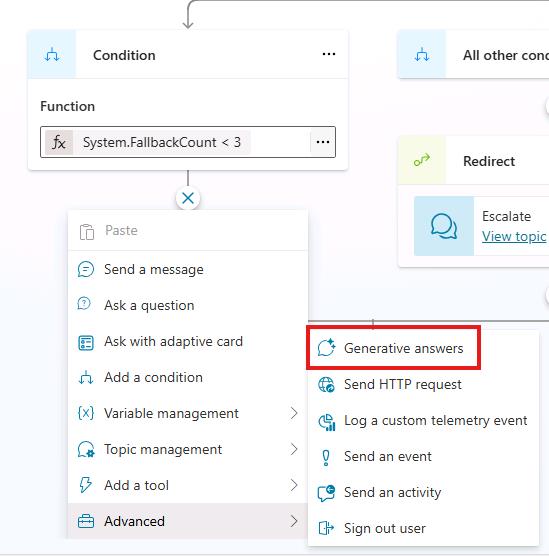 Condition
...
All other cond
Function
fx System.FallbackCount < 3 ...
Redirect
Escalate
View topic
Paste
Send a message
Ask a question
Ask with adaptive card
Add a condition
Variable management
Topic management
Add a tool
Advanced
Generative answers
Send HTTP request
Log a custom telemetry event
Send an event
Send an activity
Sign out user